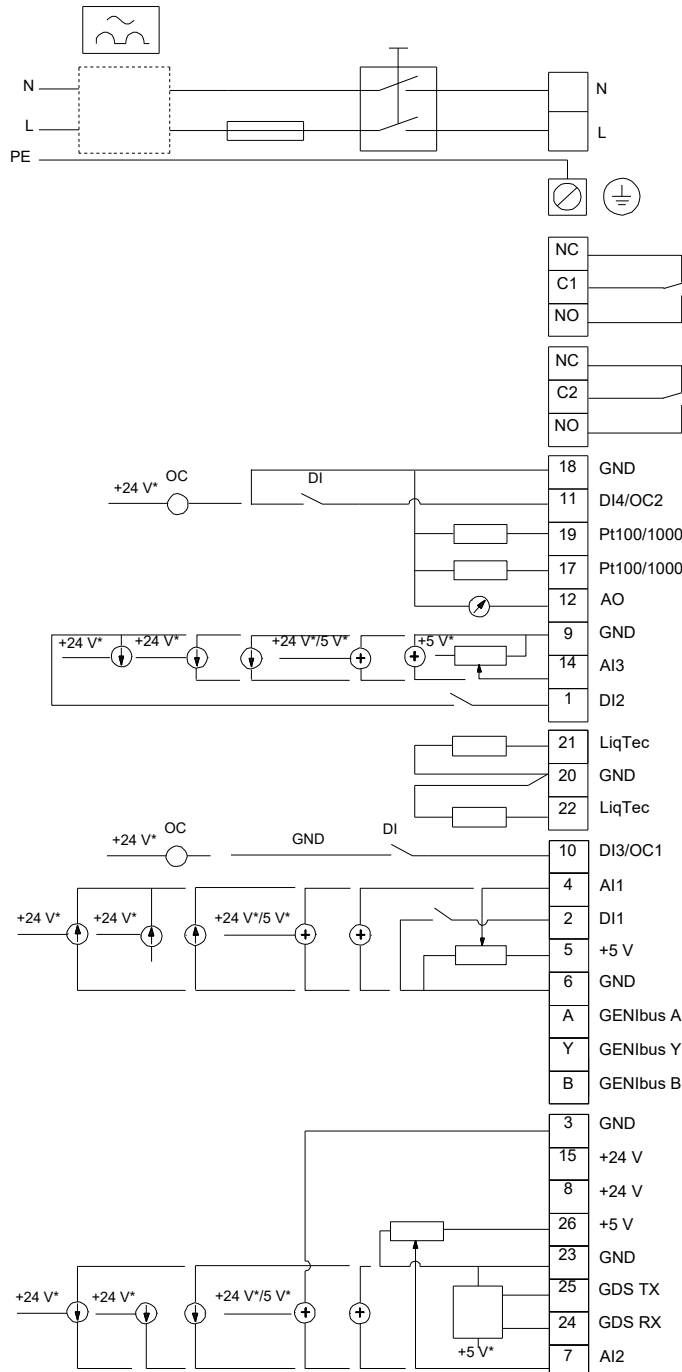 N N
L L
PE
NC
C1
NO
NC
C2
NO
18 GND
+24 V* OC DI 11 DI4/OC2
19 Pt100/1000
17 Pt100/1000
12 AO
9 GND
+24 V* +24 V* +24 V*/5 V* +5 V*
14 AI3
1 DI2
21 LiqTec
20 GND
22 LiqTec
+24 V* OC GND DI 10 DI3/OC1
4 AI1
+24 V* +24 V* +24 V*/5 V* 2 DI1
5 +5 V
6 GND
A GENIbus A
Y GENIbus Y
B GENIbus B
3 GND
15 +24 V
8 +24 V
26 +5 V
23 GND
25 GDS TX
+24 V* +24 V* +24 V*/5 V* 24 GDS RX
+5 V* 7 AI2